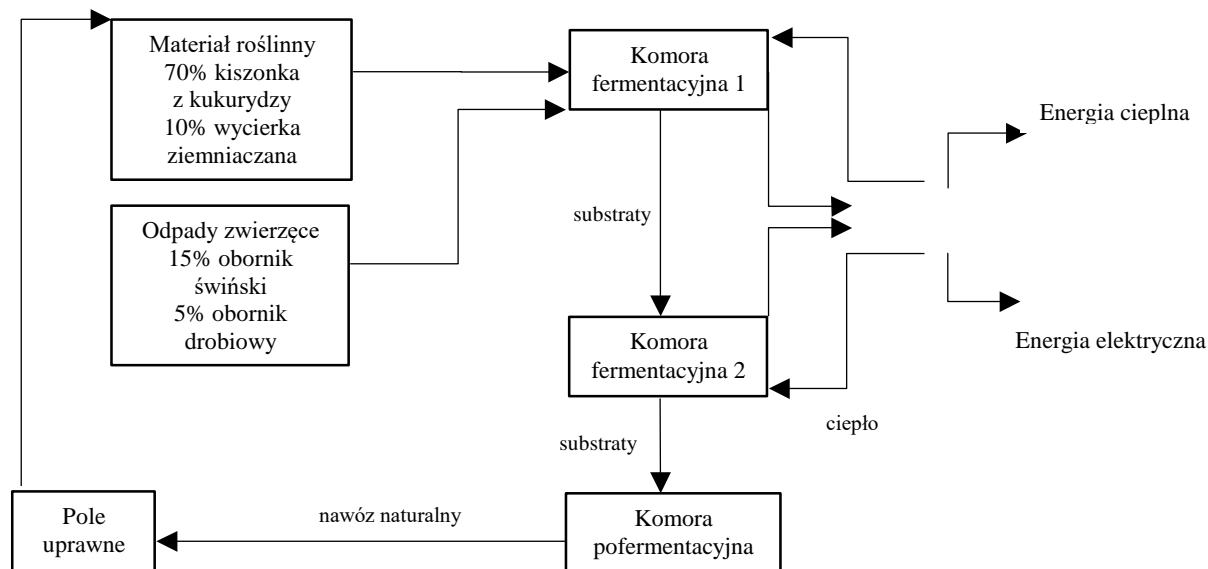 Materiał roślinny
70% kiszonka
z kukurydzy
10% wycierka
ziemniaczana
Komora
fermentacyjna 1
Energia cieplna
substraty
Odpady zwierzęce
15% obornik
świński
5% obornik
drobiowy
Komora
fermentacyjna 2
Energia elektryczna
ciepło
substraty
Pole
uprawne
nawóz naturalny
Komora
pofermentacyjna